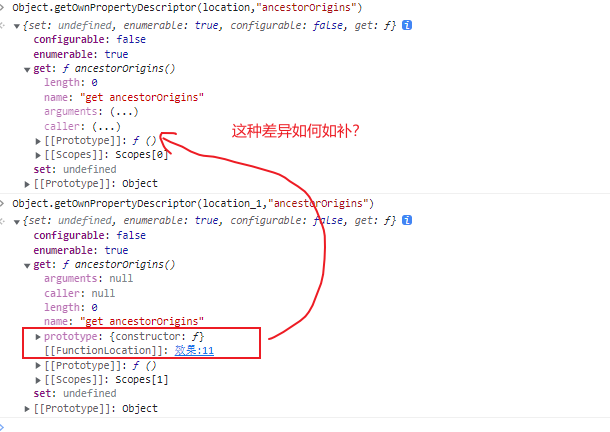 Object.getOwnPropertyDescriptor(location,"ancestorOrigins")
{set: undefined, enumerable: true, configurable: false, get: ƒ}
configurable: false
enumerable: true
get: ƒ ancestorOrigins()
length: 0
name: "get ancestorOrigins"
arguments: (...)
caller: (...)
[[Prototype]]: ƒ ()
[[Scopes]]: Scopes[0]
set: undefined
[[Prototype]]: Object
这种差异如何如补?
Object.getOwnPropertyDescriptor(location_1,"ancestorOrigins")
{set: undefined, enumerable: true, configurable: false, get: ƒ}
configurable: false
enumerable: true
get: ƒ ancestorOrigins()
arguments: null
caller: null
length: 0
name: "get ancestorOrigins"
prototype: {constructor: ƒ}
[[FunctionLocation]]: 效果:11
[[Prototype]]: ƒ ()
[[Scopes]]: Scopes[1]
set: undefined
[[Prototype]]: Object